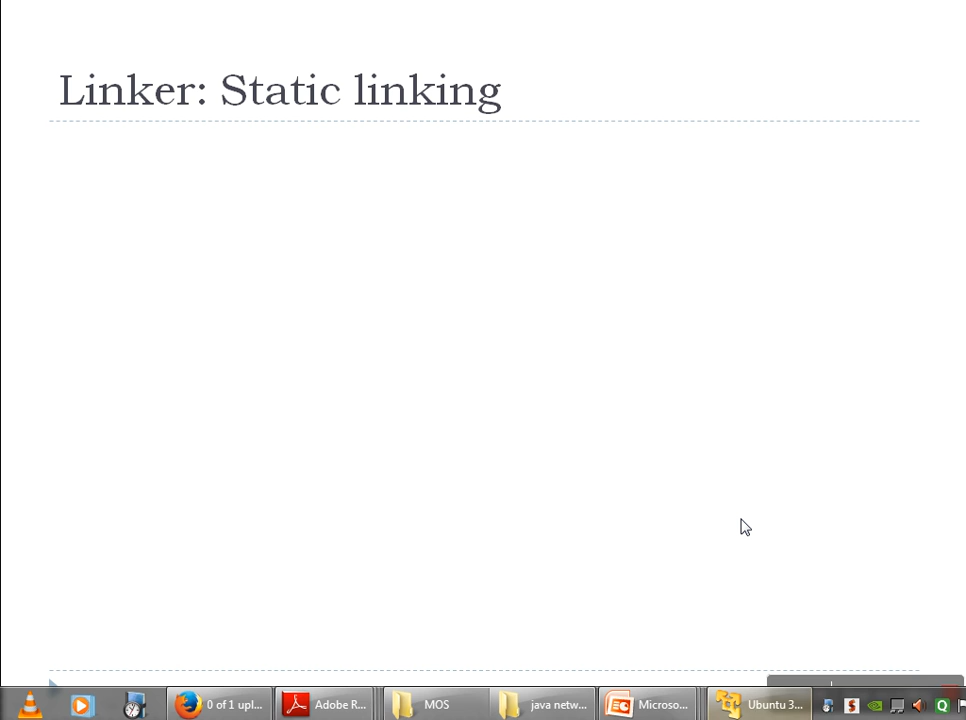 Linker: Static linking
0 of 1 upl...
Adobe R...
MOS
java netw...
Microso...
Ubuntu 3...